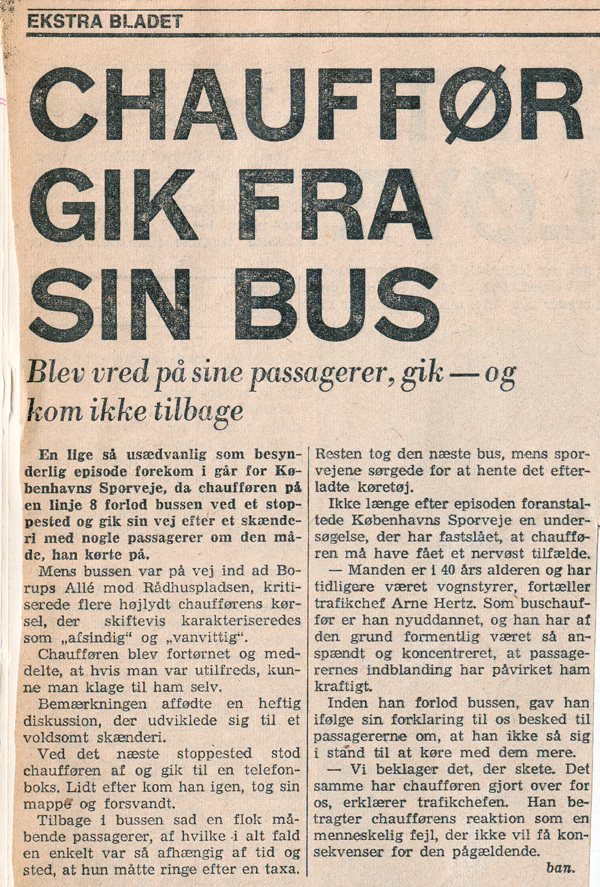 EKSTRA BLADET
CHAUFFØR
GIK FRA
SIN BUS
Blev vred på sine passagerer, gik — og
kom ikke tilbage
En lige så usædvanlig som besyn-
derlig episode forekom i går for Kø-
benhavns Sporveje, da chaufføren på
en linje 8 forlod bussen ved et stop-
pested og gik sin vej efter et skænde-
ri med nogle passagerer om den må-
de, han kørte på.
Mens bussen var på vej ind ad Bo-
rups Allé mod Rådhuspladsen, kriti-
serede flere højlydt chaufførens kør-
sel, der skiftevis karakteriseredes
som „afsindig“ og „vanvittig“.
Chaufføren blev fortørnet og med-
delte, at hvis man var utilfreds, kun-
ne man klage til ham selv.
Bemærkningen affødte en heftig
diskussion, der udviklede sig til et
voldsomt skænderi.
Ved det næste stoppested stod
chaufføren af og gik til en telefon-
boks. Lidt efter kom han igen, tog sin
mappe og forsvandt.
Tilbage i bussen sad en flok må-
bende passagerer, af hvilke i alt fald
en enkelt var så afhængig af tid og
sted, at hun måtte ringe efter en taxa.
Resten tog den næste bus, mens spor-
vejene sørgede for at hente det efter-
ladte køretøj.
Ikke længe efter episoden foranstal-
tede Københavns Sporveje en under-
søgelse, der har fastslået, at chauffø-
ren må have fået et nervøst tilfælde.
— Manden er i 40 års alderen og har
tidligere været vognstyrer, fortæller
trafikchef Arne Hertz. Som buschauf-
før er han nyuddannet, og han har af
den grund formentlig været så an-
spændt og koncentreret, at passage-
rernes indblanding har påvirket ham
kraftigt.
Inden han forlod bussen, gav han
ifølge sin forklaring til os besked til
passagererne om, at han ikke så sig
i stand til at køre med dem mere.
— Vi beklager det, der skete. Det
samme har chaufføren gjort over for
os, erklærer trafikchefen. Han be-
tragter chaufførens reaktion som en
menneskelig fejl, der ikke vil få kon-
sekvenser for den pågældende.
ban.